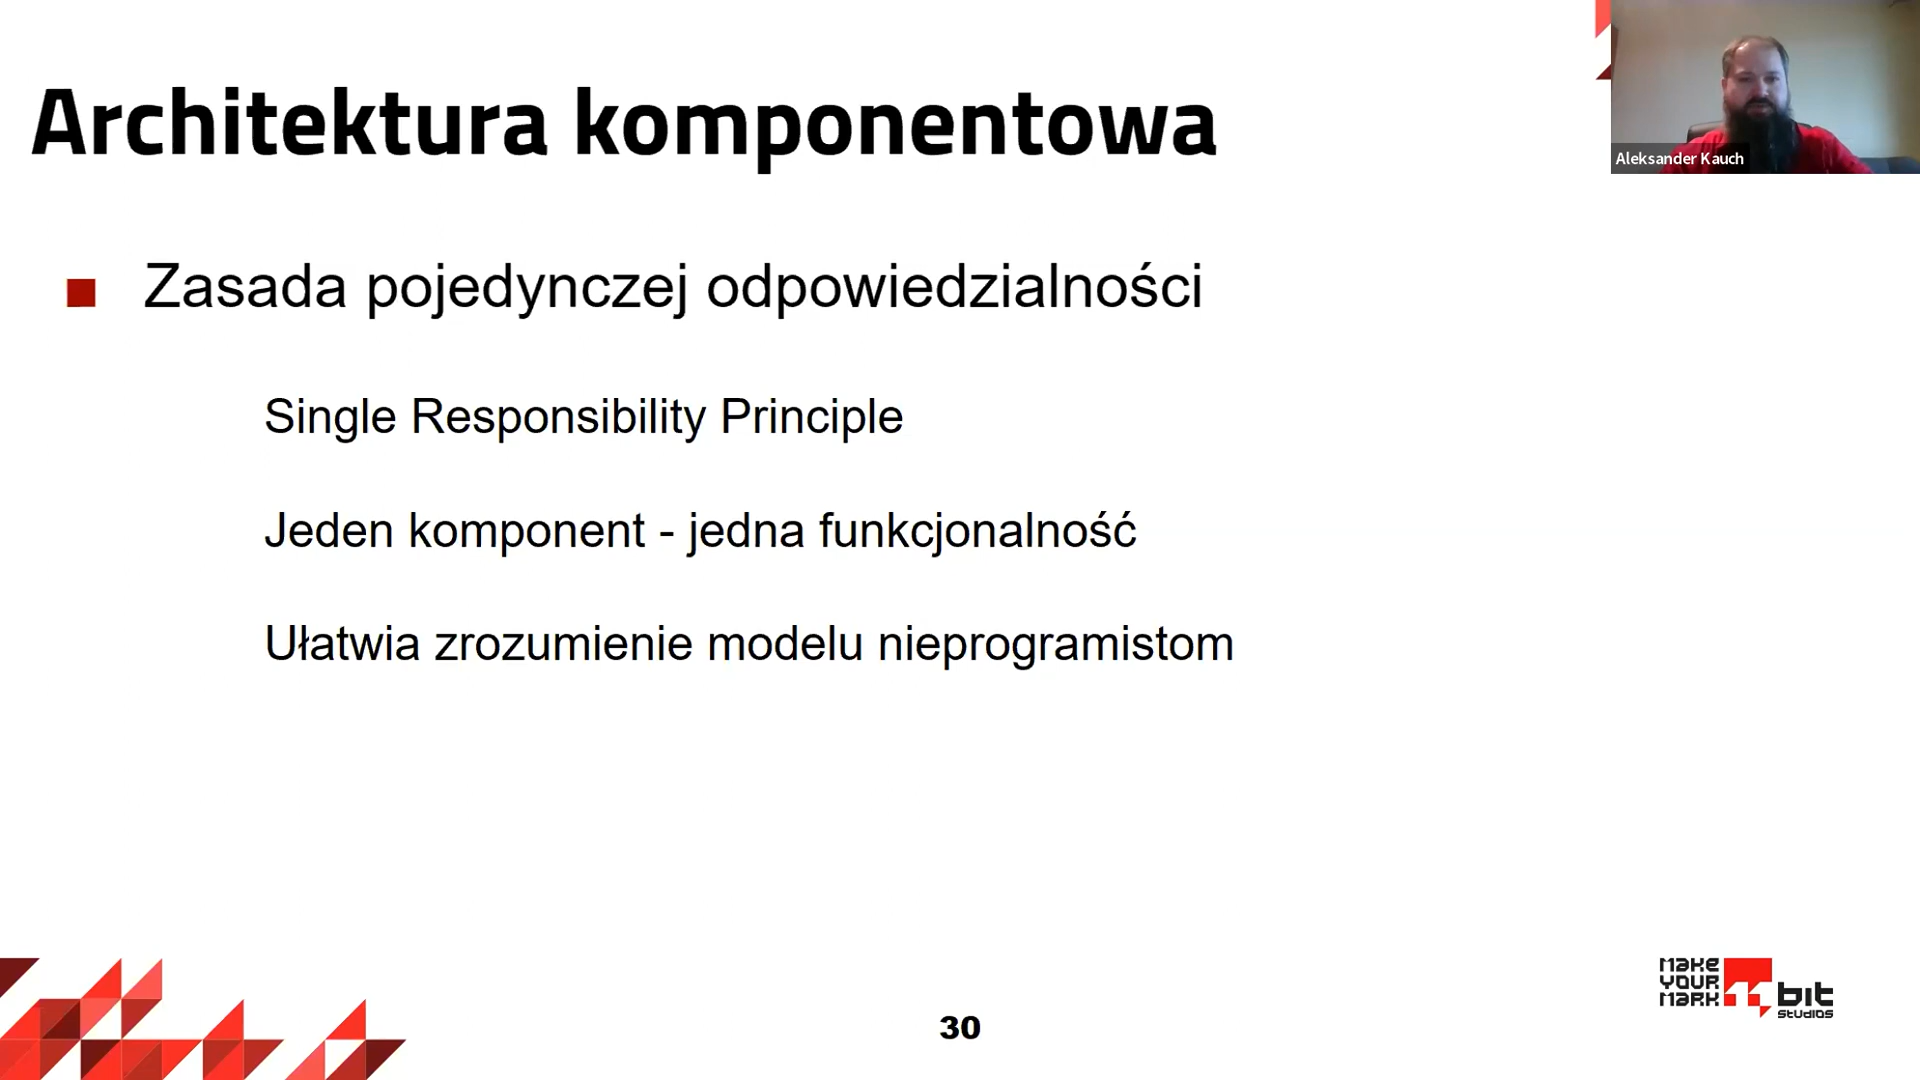 Architektura komponentowa
Aleksander Kauch
Zasada pojedynczej odpowiedzialności
Single Responsibility Principle
Jeden komponent - jedna funkcjonalność
Ułatwia zrozumienie modelu nieprogramistom
MAKE
YOUR
MARK
11 bit
STUDIOS
30